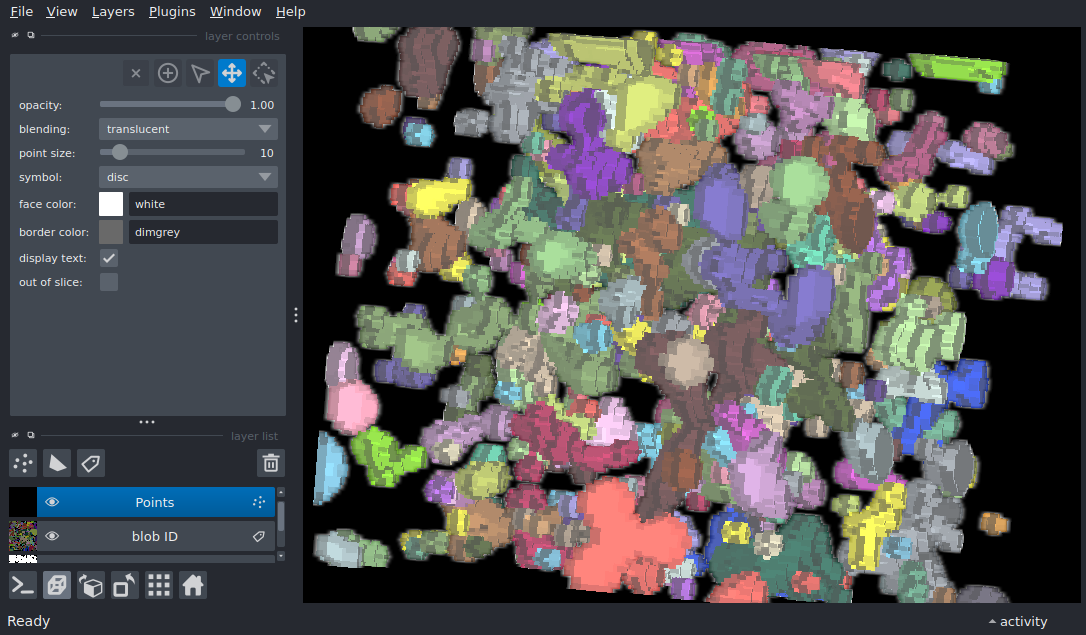 File View Layers Plugins Window Help
layer controls
opacity: 1.00
blending: translucent
point size: 10
symbol: disc
face color: white
border color: dimgrey
display text:
out of slice:
layer list
Points
blob ID
Ready
activity